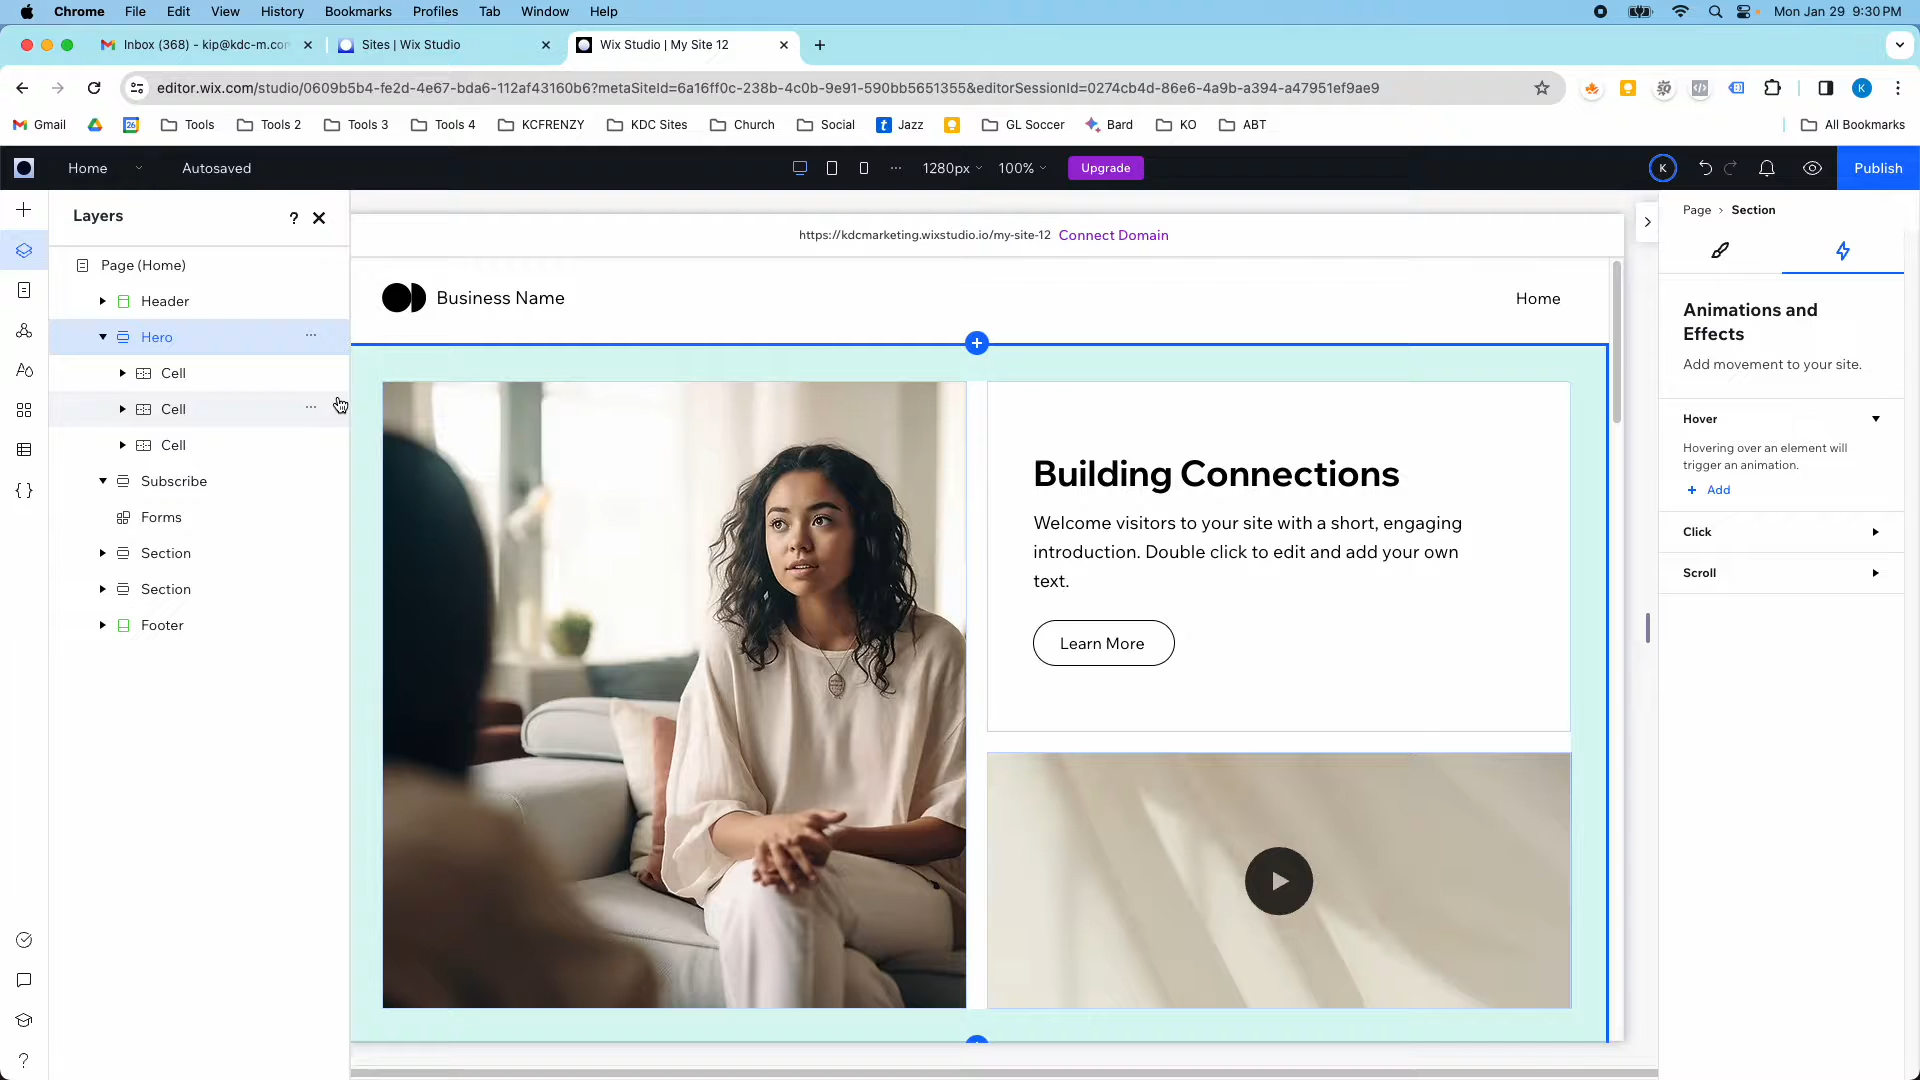 Chrome File Edit View History Bookmarks Profiles Tab Window Help Mon Jan 29 9:30 PM
Inbox (368) - kip@kdc-m.con Sites | Wix Studio Wix Studio | My Site 12
editor.wix.com/studio/0609b5b4-fe2d-4e67-bda6-112af43160b6?metaSiteId=6a16ff0c-238b-4c0b-9e91-590bb5651355&editorSessionId=0274cb4d-86e6-4a9b-a394-a47951ef9ae9 K
Gmail 26 Tools Tools 2 Tools 3 Tools 4 KCFRENZY KDC Sites Church Social t Jazz GL Soccer Bard KO ABT All Bookmarks
Home Autosaved 1280px 100% Upgrade K Publish
Layers ?
Page (Home)
Header
Hero
Cell
Cell
Cell
Subscribe
Forms
Section
Section
Footer
?
https://kdcmarketing.wixstudio.io/my-site-12 Connect Domain
Business Name Home
Building Connections
Welcome visitors to your site with a short, engaging
introduction. Double click to edit and add your own
text.
Learn More
Page > Section
Animations and
Effects
Add movement to your site.
Hover
Hovering over an element will
trigger an animation.
+ Add
Click
Scroll